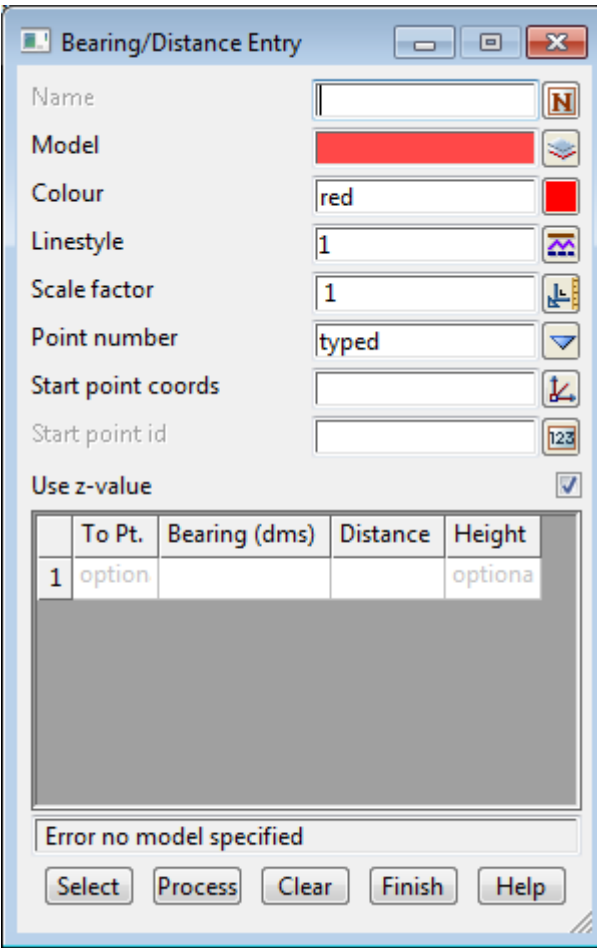 Bearing/Distance Entry
Name N
Model
Colour red
Linestyle 1
Scale factor 1
Point number typed
Start point coords
Start point id 123
Use z-value
To Pt. Bearing (dms) Distance Height
1 option optiona
Error no model specified
Select Process Clear Finish Help